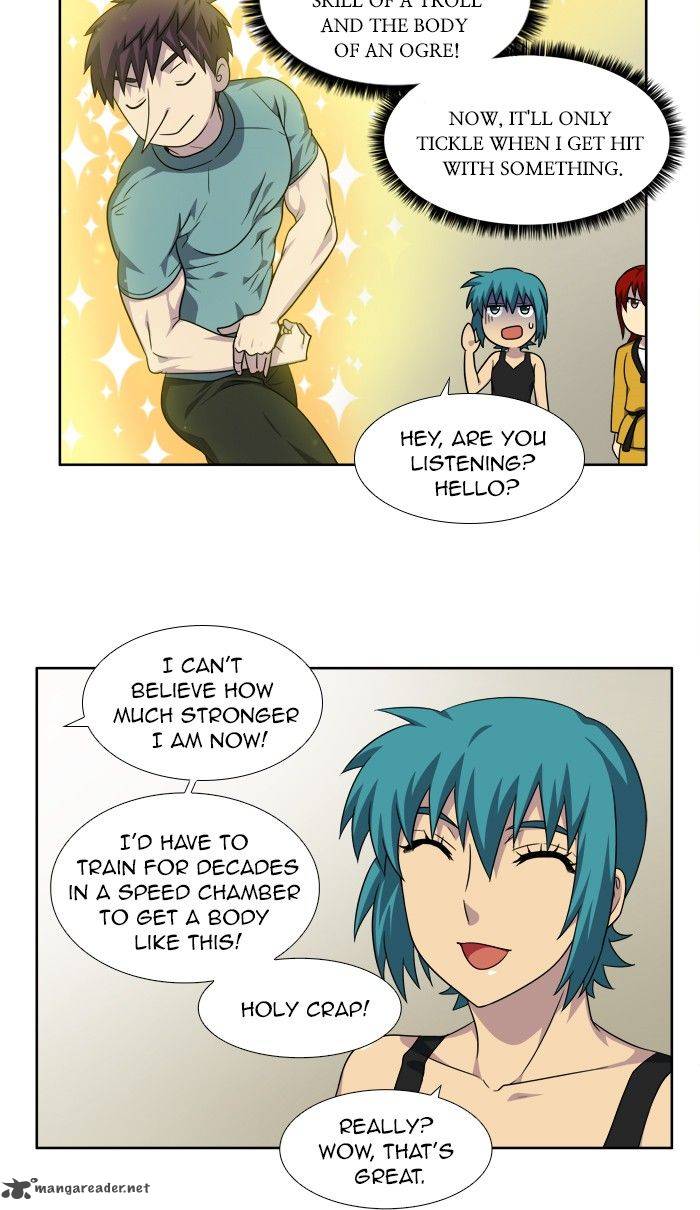 SKILL OF A TROLL
AND THE BODY
OF AN OGRE!
NOW, IT'LL ONLY
TICKLE WHEN I GET HIT
WITH SOMETHING.
HEY, ARE YOU
LISTENING?
HELLO?
I CAN'T
BELIEVE HOW
MUCH STRONGER
I AM NOW!
I'D HAVE TO
TRAIN FOR DECADES
IN A SPEED CHAMBER
TO GET A BODY
LIKE THIS!
HOLY CRAP!
REALLY?
WOW, THAT'S
GREAT.
mangareader.net